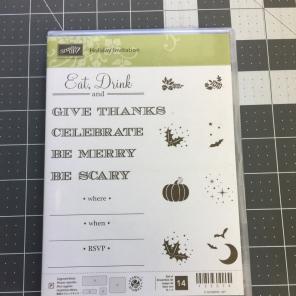 Stampin' UP!
Holiday Invitation
Eat, Drink
and
GIVE THANKS
CELEBRATE
BE MERRY
BE SCARY
• where •
• when •
• RSVP •
14